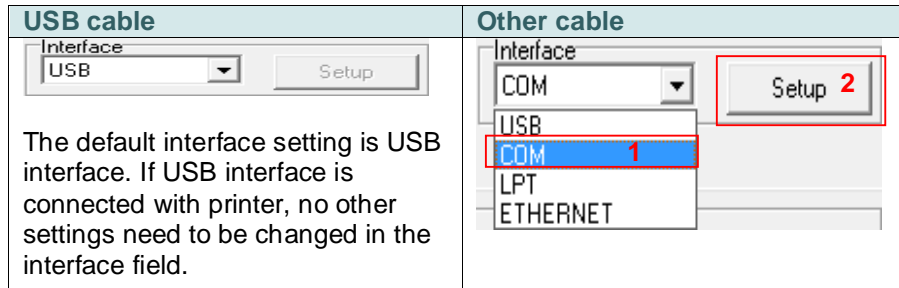 USB cable
Interface
USB
Setup
The default interface setting is USB
interface. If USB interface is
connected with printer, no other
settings need to be changed in the
interface field.
Other cable
Interface
COM
Setup 2
USB
COM 1
LPT
ETHERNET